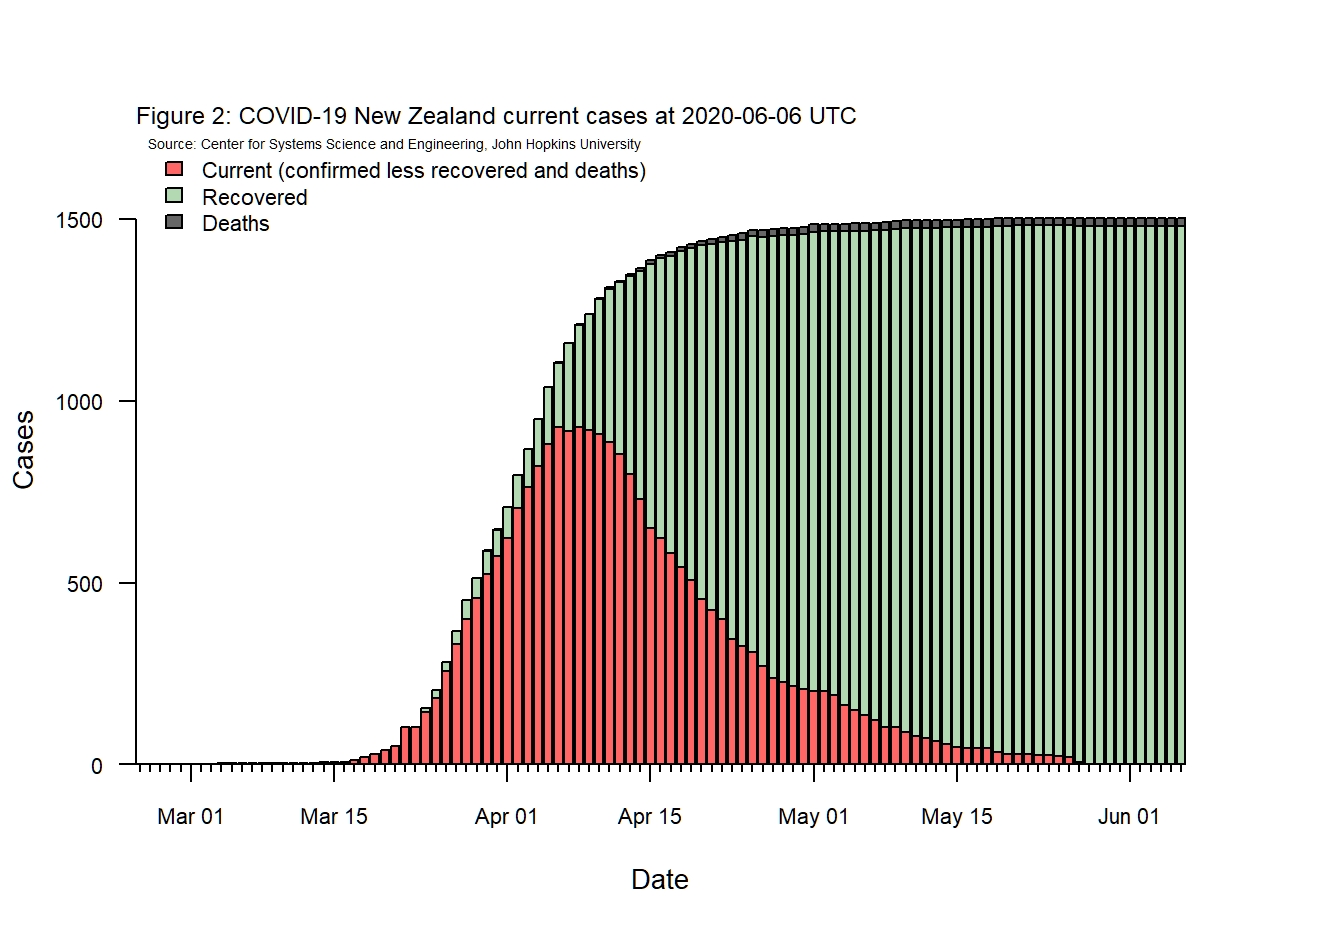 Figure 2: COVID-19 New Zealand current cases at 2020-06-06 UTC
Source: Center for Systems Science and Engineering, John Hopkins University
Current (confirmed less recovered and deaths)
Recovered
Deaths
1500
1000
500
0
Cases
Mar 01 Mar 15 Apr 01 Apr 15 May 01 May 15 Jun 01
Date